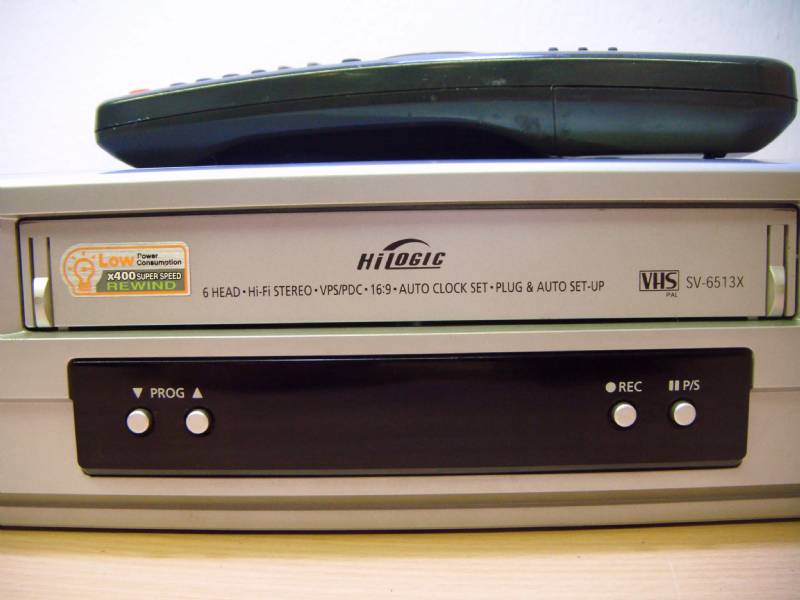 Low Power Consumption
x400 SUPER SPEED
REWIND
HiLOGIC
6 HEAD • Hi-Fi STEREO • VPS/PDC • 16:9 • AUTO CLOCK SET • PLUG & AUTO SET-UP
VHS SV-6513X
PAL
▼ PROG ▲
● REC
▮▮ P/S